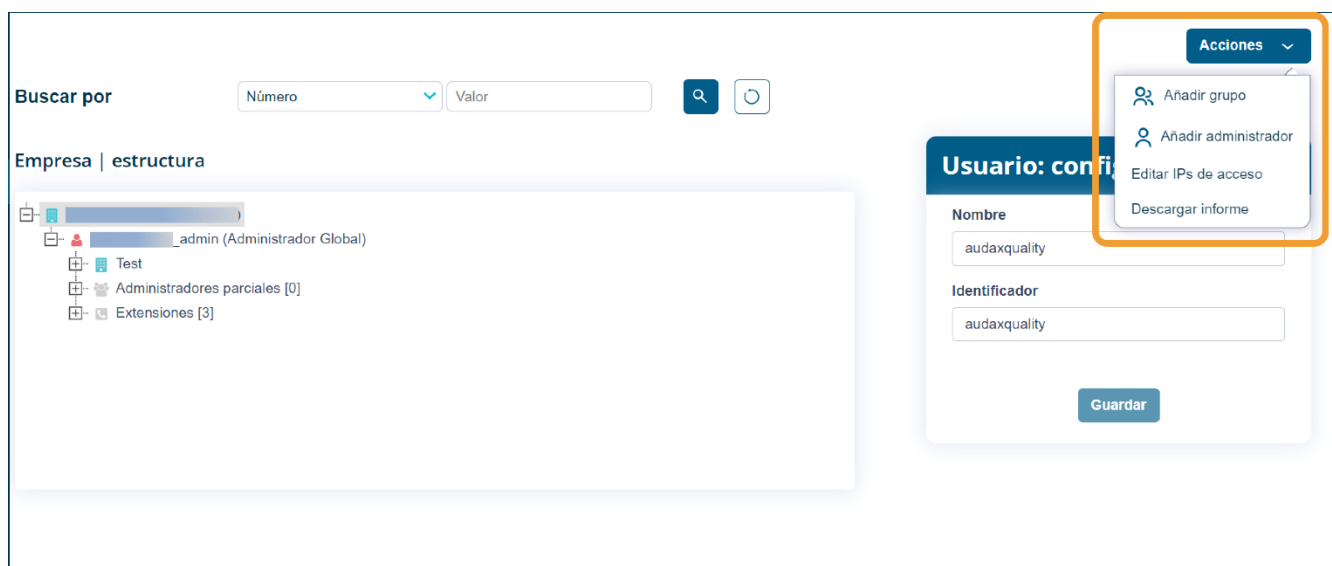 Acciones
Buscar por
Número
Valor
Añadir grupo
Añadir administrador
Editar IPs de acceso
Descargar informe
Empresa | estructura
)
_admin (Administrador Global)
Test
Administradores parciales [0]
Extensiones [3]
Usuario:
Nombre
audaxquality
Identificador
audaxquality
Guardar